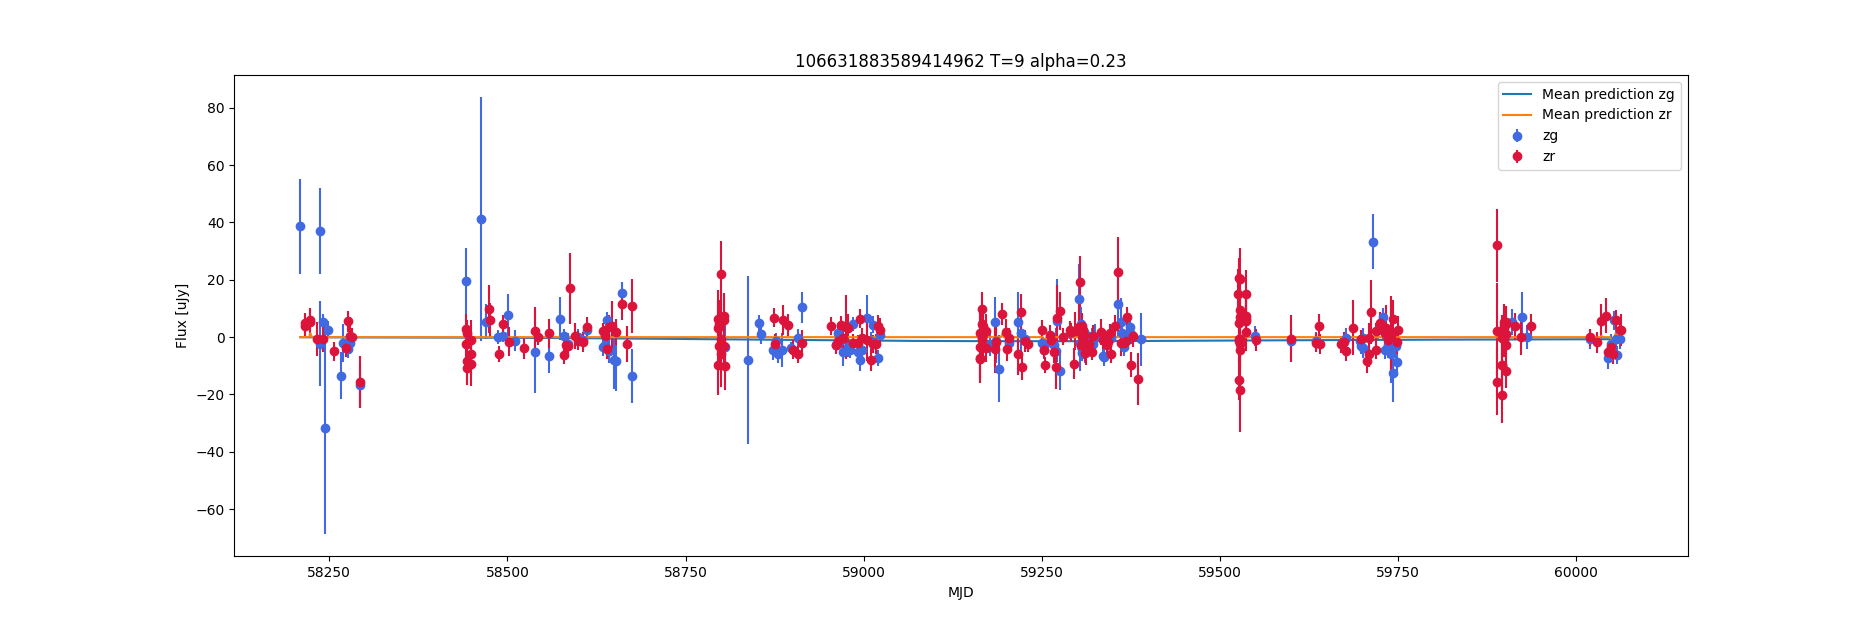 106631883589414962 T=9 alpha=0.23
Mean prediction zg
Mean prediction zr
zg
zr
80
60
40
20
0
−20
−40
−60
Flux [uJy]
58250
58500
58750
59000
59250
59500
59750
60000
MJD